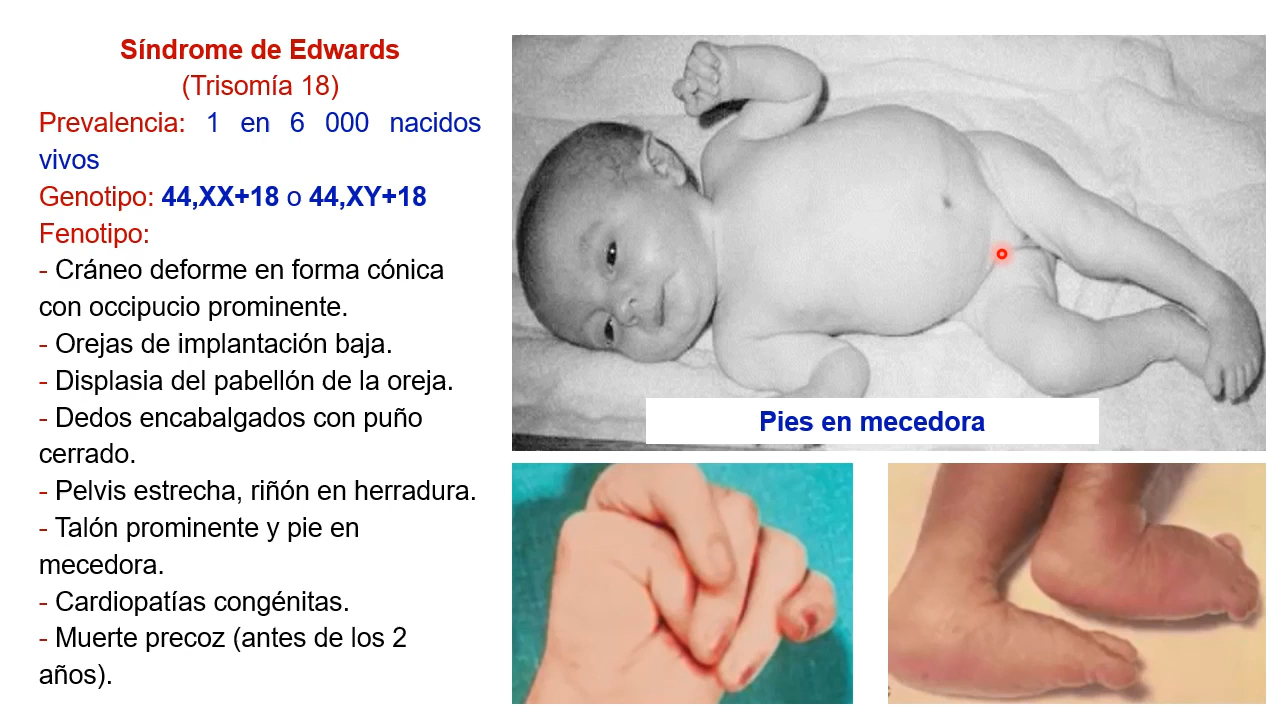 Síndrome de Edwards
(Trisomía 18)
Prevalencia: 1 en 6 000 nacidos
vivos
Genotipo: 44,XX+18 o 44,XY+18
Fenotipo:
- Cráneo deforme en forma cónica
con occipucio prominente.
- Orejas de implantación baja.
- Displasia del pabellón de la oreja.
- Dedos encabalgados con puño
cerrado.
- Pelvis estrecha, riñón en herradura.
- Talón prominente y pie en
mecedora.
- Cardiopatías congénitas.
- Muerte precoz (antes de los 2
años).
Pies en mecedora